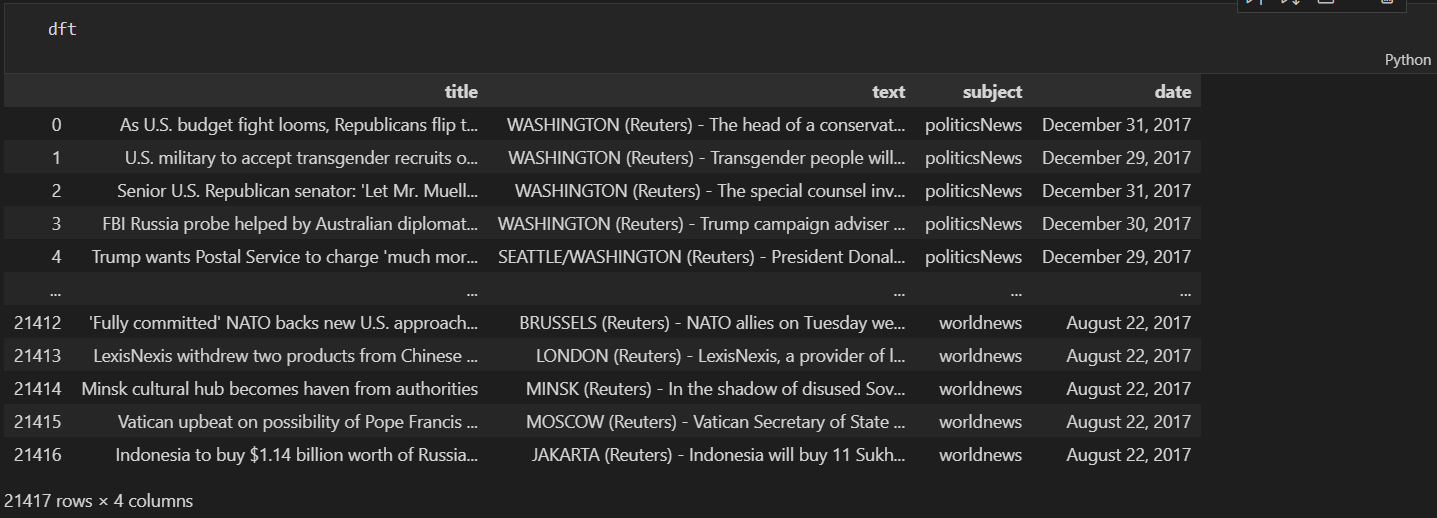 dft
Python
title text subject date
0 As U.S. budget fight looms, Republicans flip t... WASHINGTON (Reuters) - The head of a conservat... politicsNews December 31, 2017
1 U.S. military to accept transgender recruits o... WASHINGTON (Reuters) - Transgender people will... politicsNews December 29, 2017
2 Senior U.S. Republican senator: 'Let Mr. Muell... WASHINGTON (Reuters) - The special counsel inv... politicsNews December 31, 2017
3 FBI Russia probe helped by Australian diplomat... WASHINGTON (Reuters) - Trump campaign adviser ... politicsNews December 30, 2017
4 Trump wants Postal Service to charge 'much mor... SEATTLE/WASHINGTON (Reuters) - President Donal... politicsNews December 29, 2017
... ... ... ... ...
21412 'Fully committed' NATO backs new U.S. approach... BRUSSELS (Reuters) - NATO allies on Tuesday we... worldnews August 22, 2017
21413 LexisNexis withdrew two products from Chinese ... LONDON (Reuters) - LexisNexis, a provider of l... worldnews August 22, 2017
21414 Minsk cultural hub becomes haven from authorities MINSK (Reuters) - In the shadow of disused Sov... worldnews August 22, 2017
21415 Vatican upbeat on possibility of Pope Francis ... MOSCOW (Reuters) - Vatican Secretary of State ... worldnews August 22, 2017
21416 Indonesia to buy $1.14 billion worth of Russia... JAKARTA (Reuters) - Indonesia will buy 11 Sukh... worldnews August 22, 2017
21417 rows × 4 columns